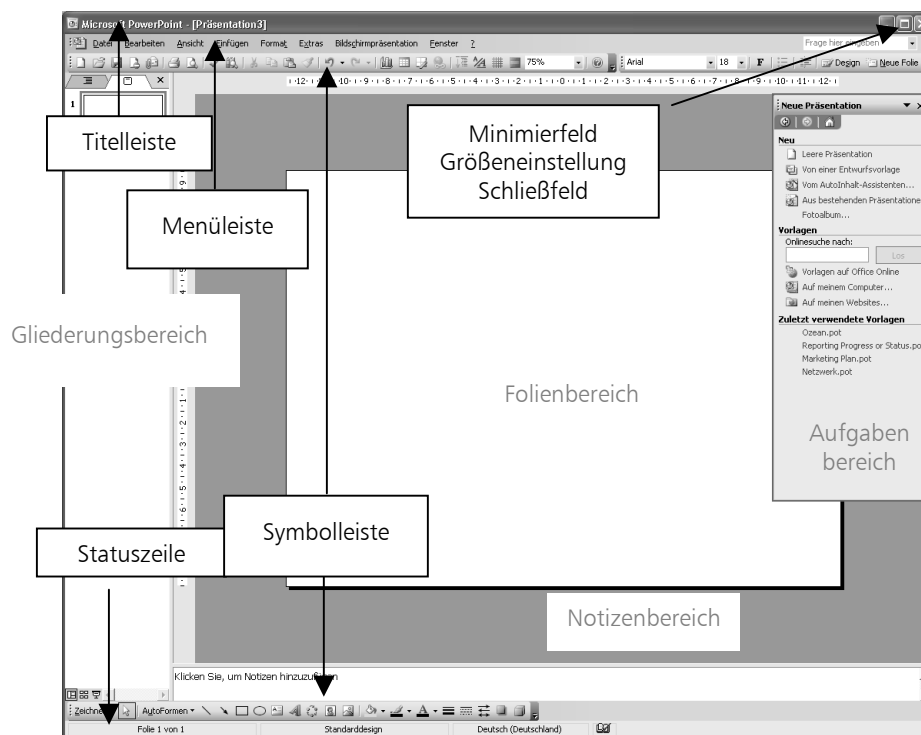 Microsoft PowerPoint - [Präsentation3]
Datei Bearbeiten Ansicht Einfügen Format Extras Bildschirmpräsentation Fenster ?
Frage hier eingeben
75% Arial 18 F Design Neue Folie
1
Titelleiste
Menüleiste
Minimierfeld
Größeneinstellung
Schließfeld
Neue Präsentation
Neu
Leere Präsentation
Von einer Entwurfsvorlage
Vom AutoInhalt-Assistenten...
Aus bestehenden Präsentatione
Fotoalbum...
Vorlagen
Onlinesuche nach:
Los
Vorlagen auf Office Online
Auf meinem Computer...
Auf meinen Websites...
Zuletzt verwendete Vorlagen
Ozean.pot
Reporting Progress or Status.po
Marketing Plan.pot
Netzwerk.pot
Gliederungsbereich
Folienbereich
Aufgaben
bereich
Symbolleiste
Statuszeile
Notizenbereich
Klicken Sie, um Notizen hinzuzufügen
AutoFormen
Folie 1 von 1 Standarddesign Deutsch (Deutschland)